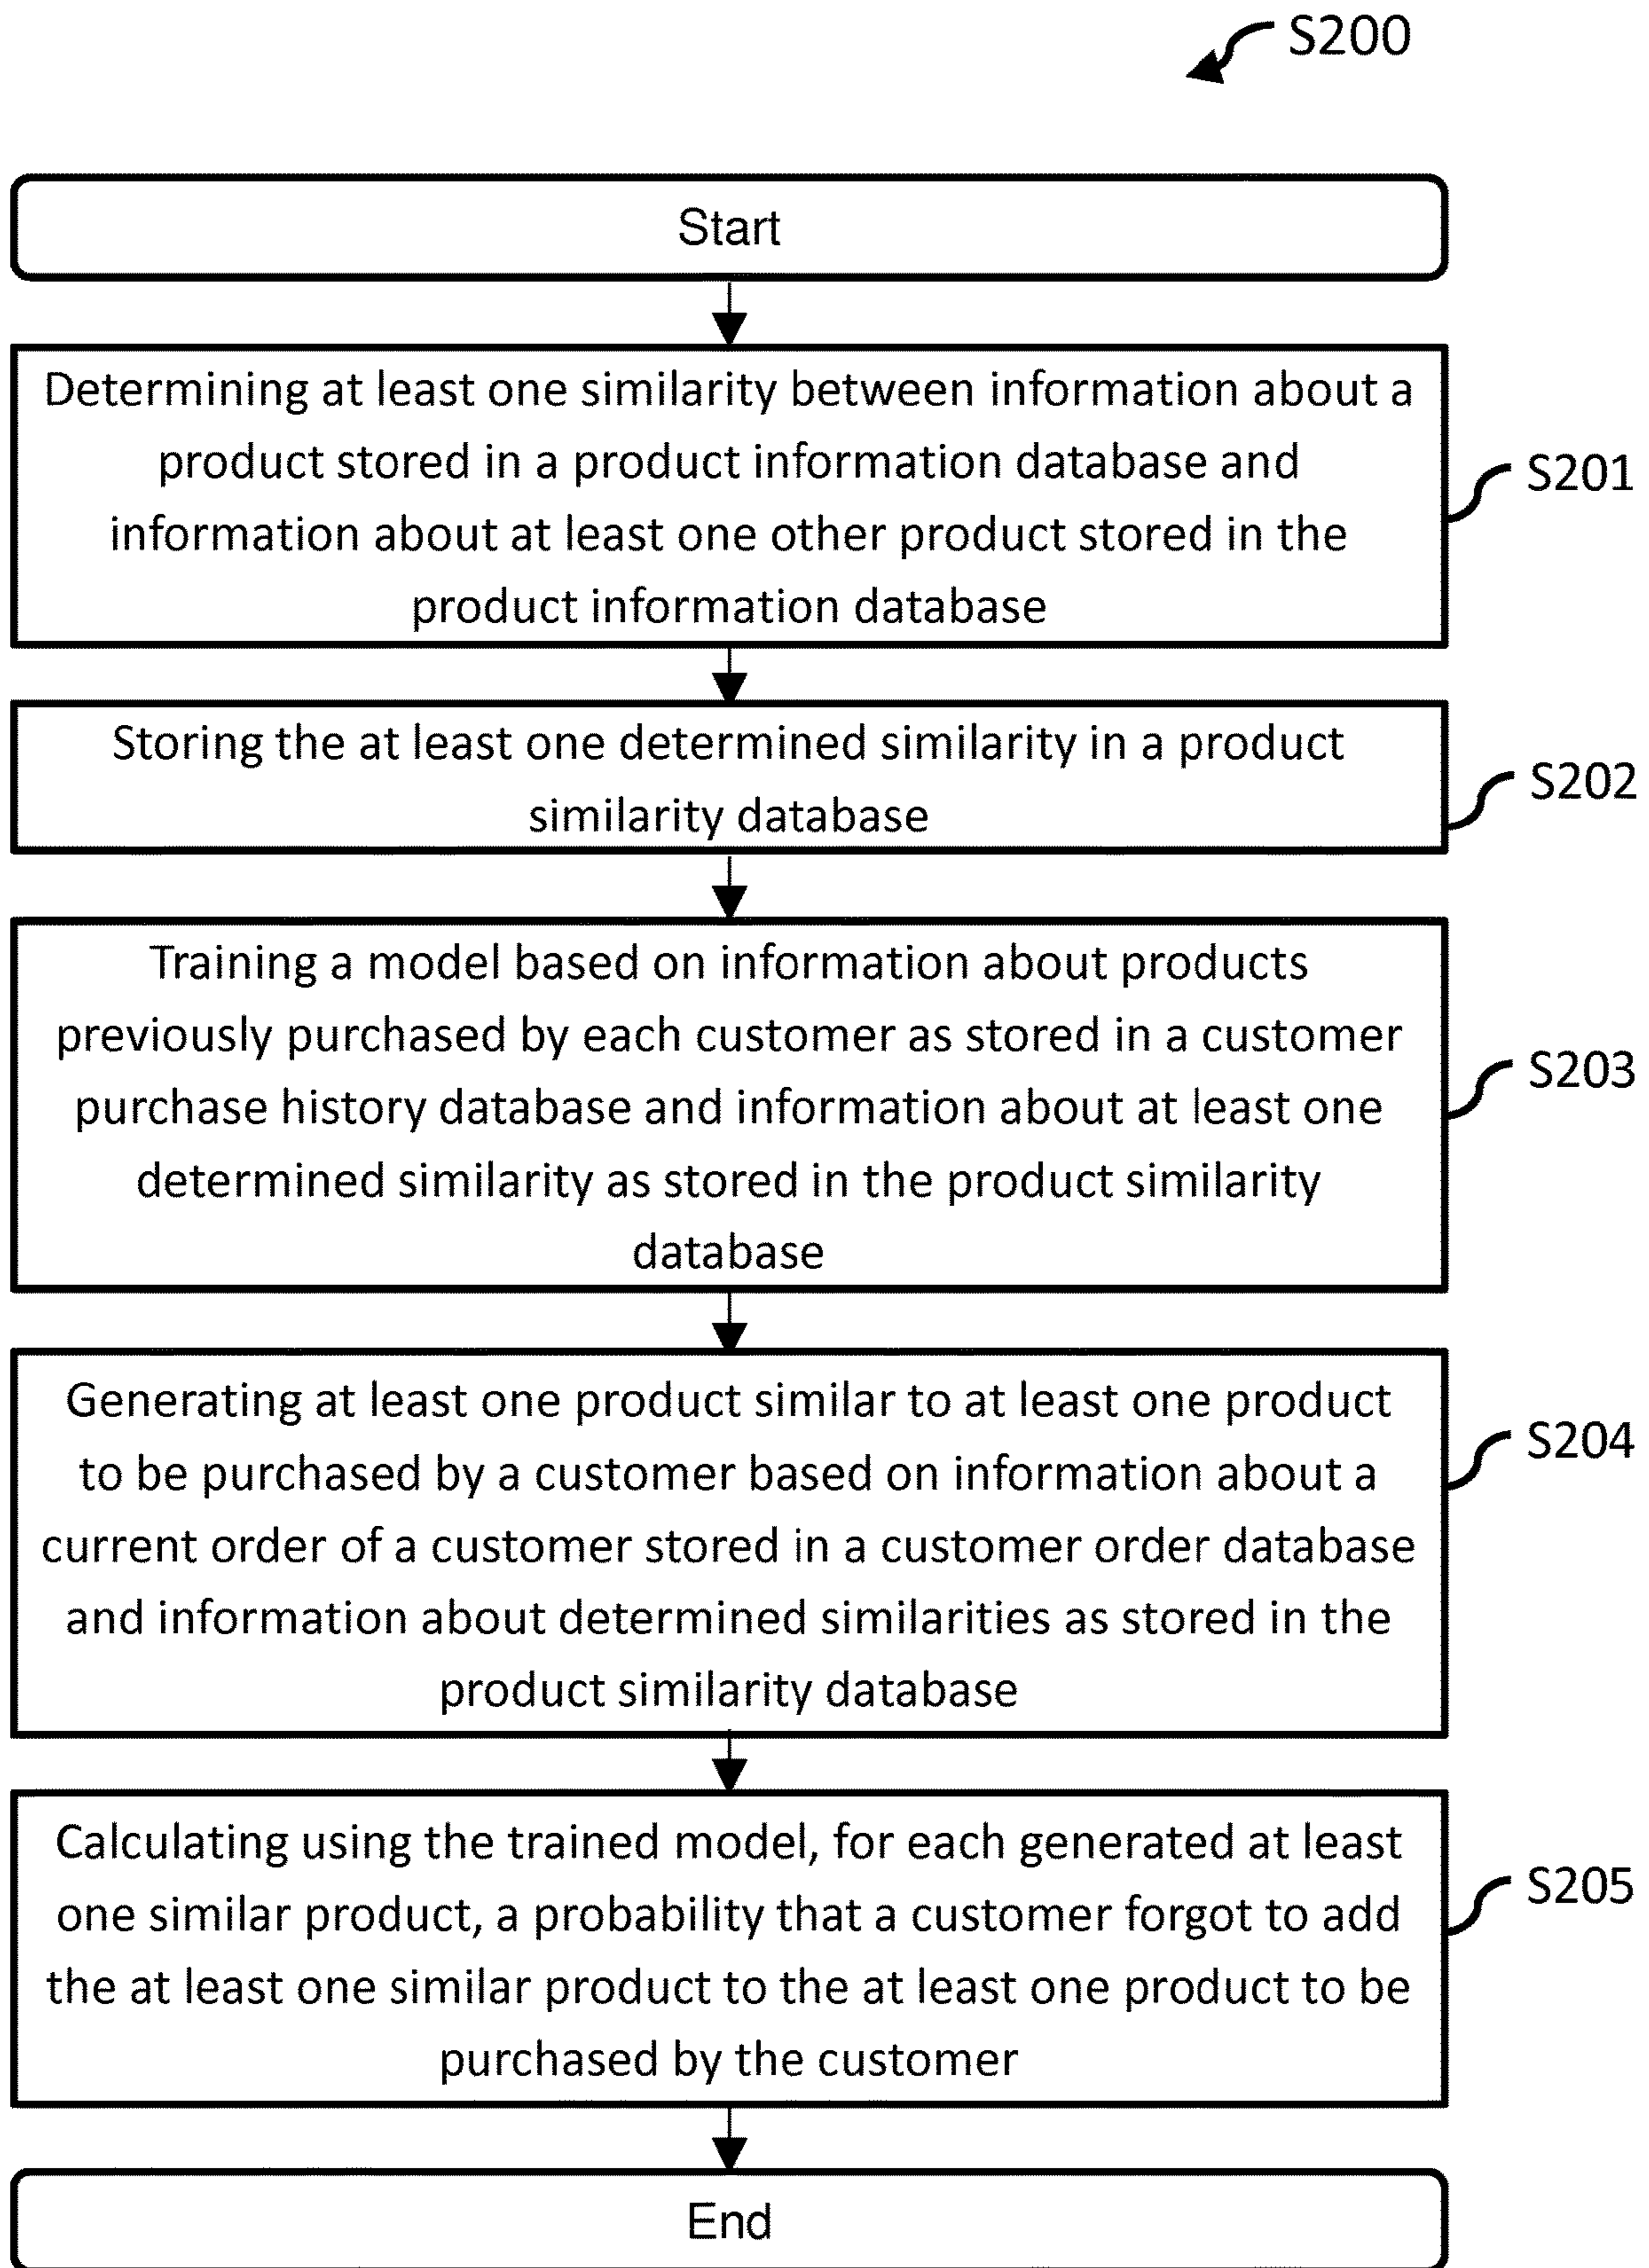 S200
Start
Determining at least one similarity between information about a
product stored in a product information database and
information about at least one other product stored in the
product information database
S201
Storing the at least one determined similarity in a product
similarity database
S202
Training a model based on information about products
previously purchased by each customer as stored in a customer
purchase history database and information about at least one
determined similarity as stored in the product similarity
database
S203
Generating at least one product similar to at least one product
to be purchased by a customer based on information about a
current order of a customer stored in a customer order database
and information about determined similarities as stored in the
product similarity database
S204
Calculating using the trained model, for each generated at least
one similar product, a probability that a customer forgot to add
the at least one similar product to the at least one product to be
purchased by the customer
S205
End